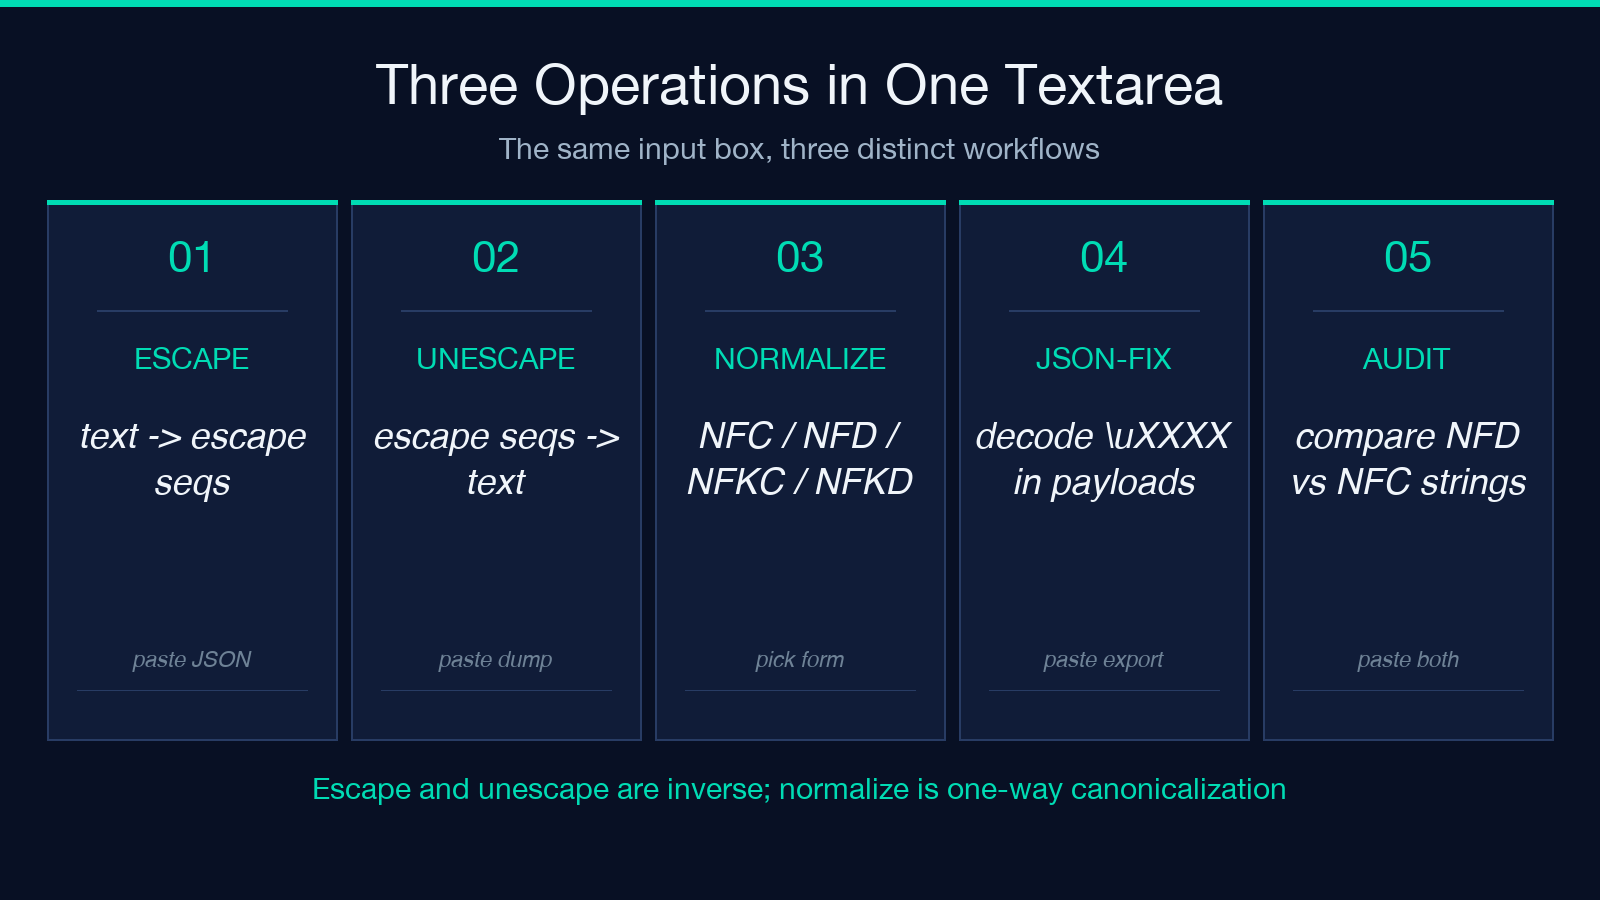 Three Operations in One Textarea
The same input box, three distinct workflows
01
ESCAPE
text -> escape
seqs
paste JSON
02
UNESCAPE
escape seqs ->
text
paste dump
03
NORMALIZE
NFC / NFD /
NFKC / NFKD
pick form
04
JSON-FIX
decode \uXXXX
in payloads
paste export
05
AUDIT
compare NFD
vs NFC strings
paste both
Escape and unescape are inverse; normalize is one-way canonicalization